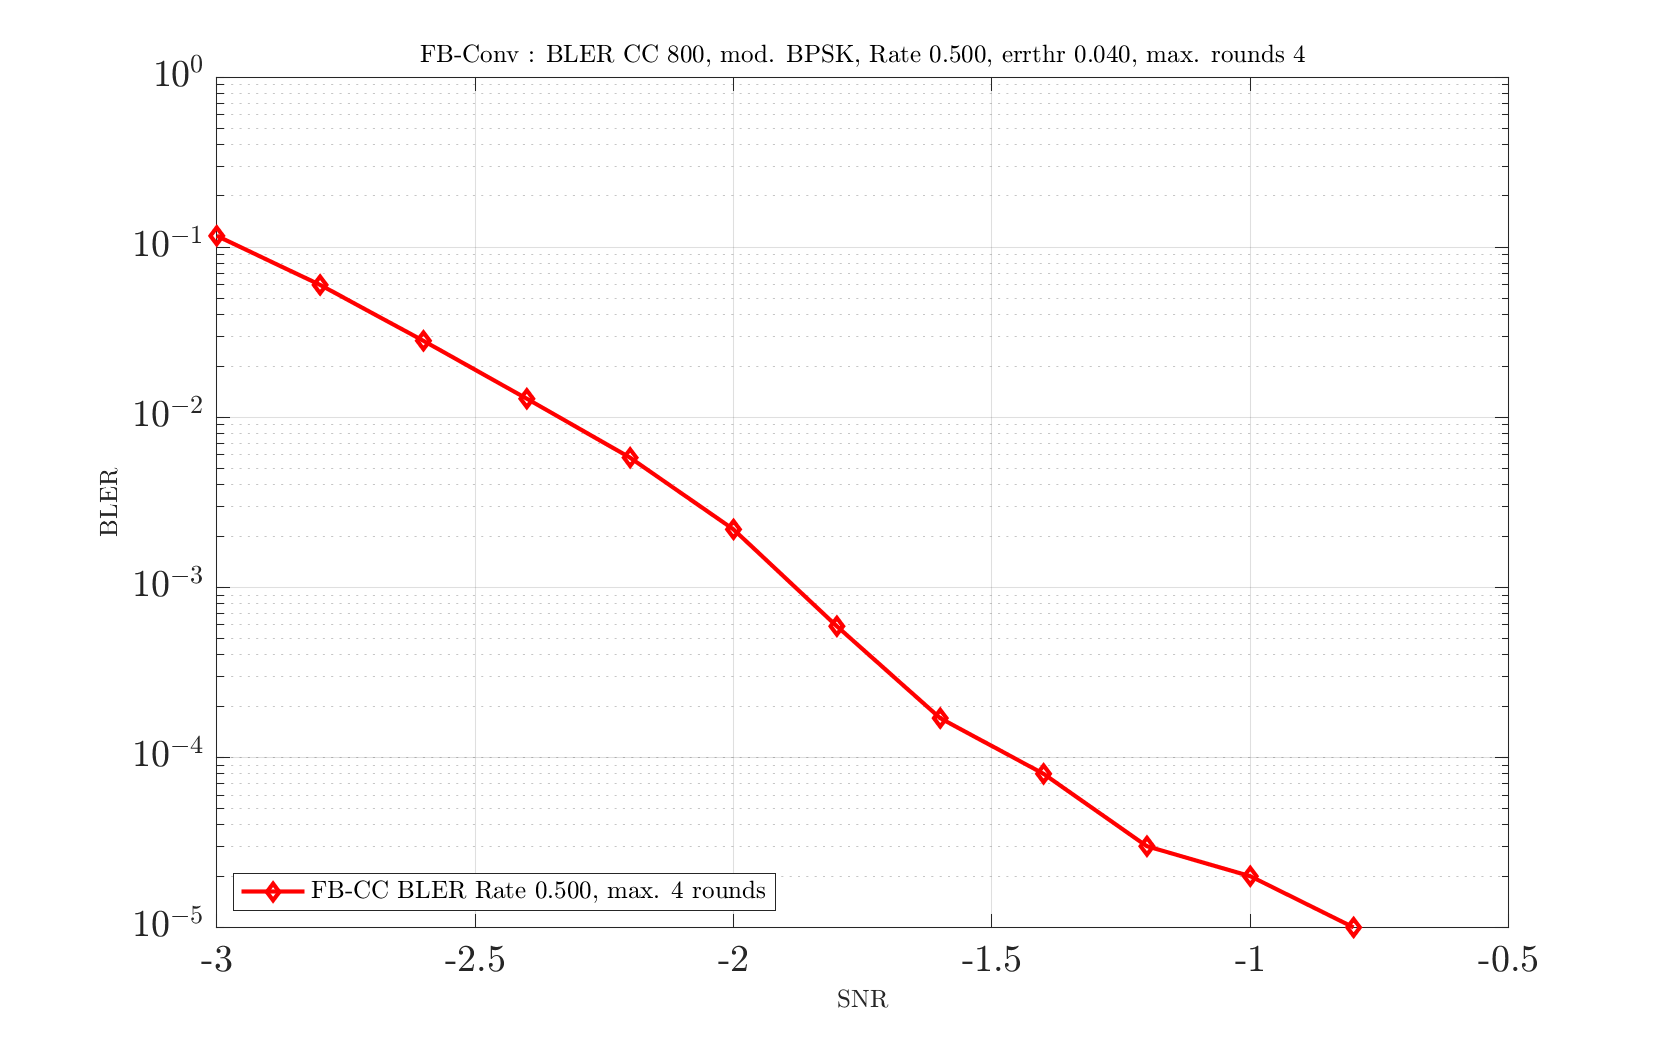 FB-Conv : BLER CC 800, mod. BPSK, Rate 0.500, errthr 0.040, max. rounds 4
10⁰
10⁻¹
10⁻²
10⁻³
10⁻⁴
10⁻⁵
BLER
FB-CC BLER Rate 0.500, max. 4 rounds
-3 -2.5 -2 -1.5 -1 -0.5
SNR